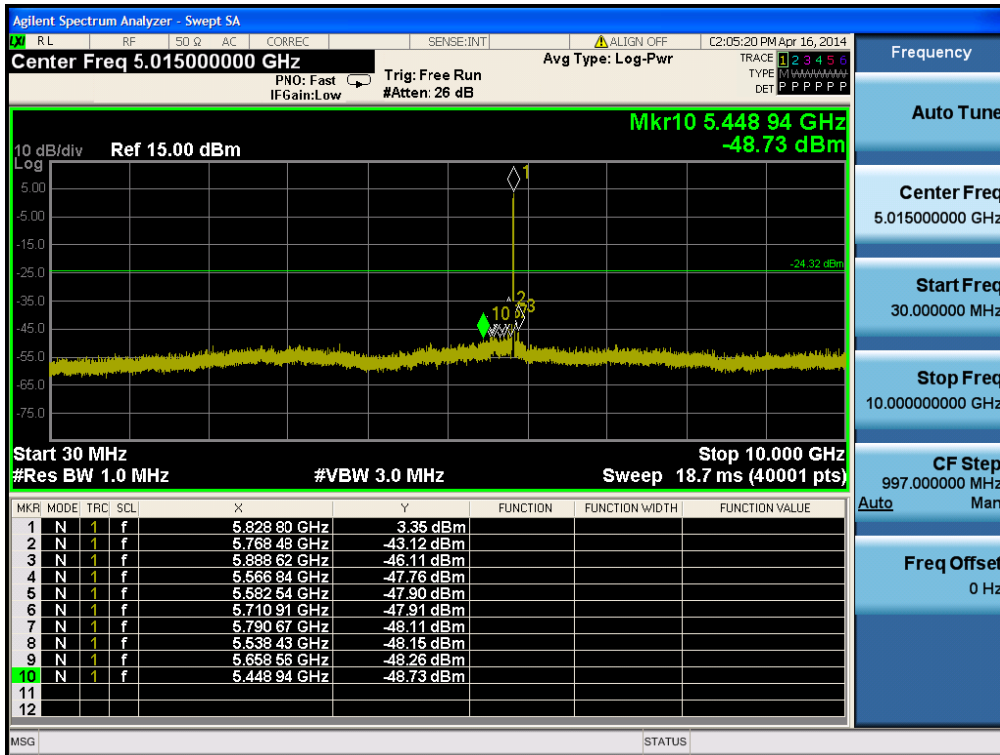 Agilent Spectrum Analyzer - Swept SA
LXI RL RF 50 Ω AC CORREC SENSE:INT ALIGN OFF 02:05:20 PM Apr 16, 2014
Center Freq 5.015000000 GHz
PNO: Fast
IFGain:Low
Trig: Free Run
#Atten: 26 dB
Avg Type: Log-Pwr
TRACE 1 2 3 4 5 6
TYPE M
DET P P P P P P
Mkr10 5.448 94 GHz
-48.73 dBm
10 dB/div Ref 15.00 dBm
Log
5.00
-5.00
-15.0
-25.0
-35.0
-45.0
-55.0
-65.0
-75.0
-24.32 dBm
1
2
3
10
Start 30 MHz Stop 10.000 GHz
#Res BW 1.0 MHz #VBW 3.0 MHz Sweep 18.7 ms (40001 pts)
MKR MODE TRC SCL X Y FUNCTION FUNCTION WIDTH FUNCTION VALUE
1 N 1 f 5.828 80 GHz 3.35 dBm
2 N 1 f 5.768 48 GHz -43.12 dBm
3 N 1 f 5.888 62 GHz -46.11 dBm
4 N 1 f 5.566 84 GHz -47.76 dBm
5 N 1 f 5.582 54 GHz -47.90 dBm
6 N 1 f 5.710 91 GHz -47.91 dBm
7 N 1 f 5.790 67 GHz -48.11 dBm
8 N 1 f 5.538 43 GHz -48.15 dBm
9 N 1 f 5.658 56 GHz -48.26 dBm
10 N 1 f 5.448 94 GHz -48.73 dBm
11
12
MSG STATUS
Frequency
Auto Tune
Center Freq
5.015000000 GHz
Start Freq
30.000000 MHz
Stop Freq
10.000000000 GHz
CF Step
997.000000 MHz
Auto Man
Freq Offset
0 Hz